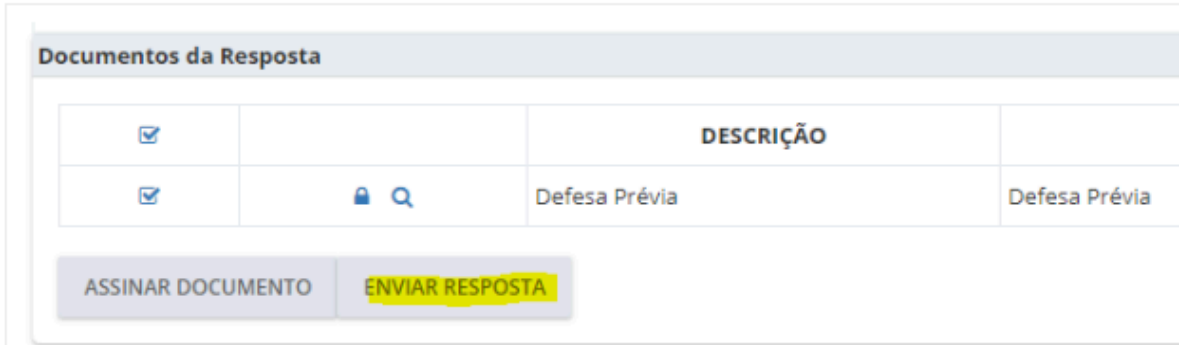 Documentos da Resposta
DESCRIÇÃO
Defesa Prévia Defesa Prévia
ASSINAR DOCUMENTO ENVIAR RESPOSTA